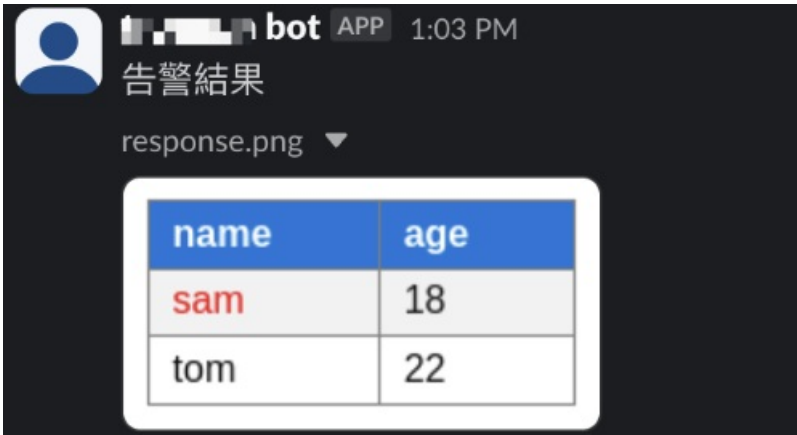 bot APP 1:03 PM
告警結果
response.png
name age
sam 18
tom 22